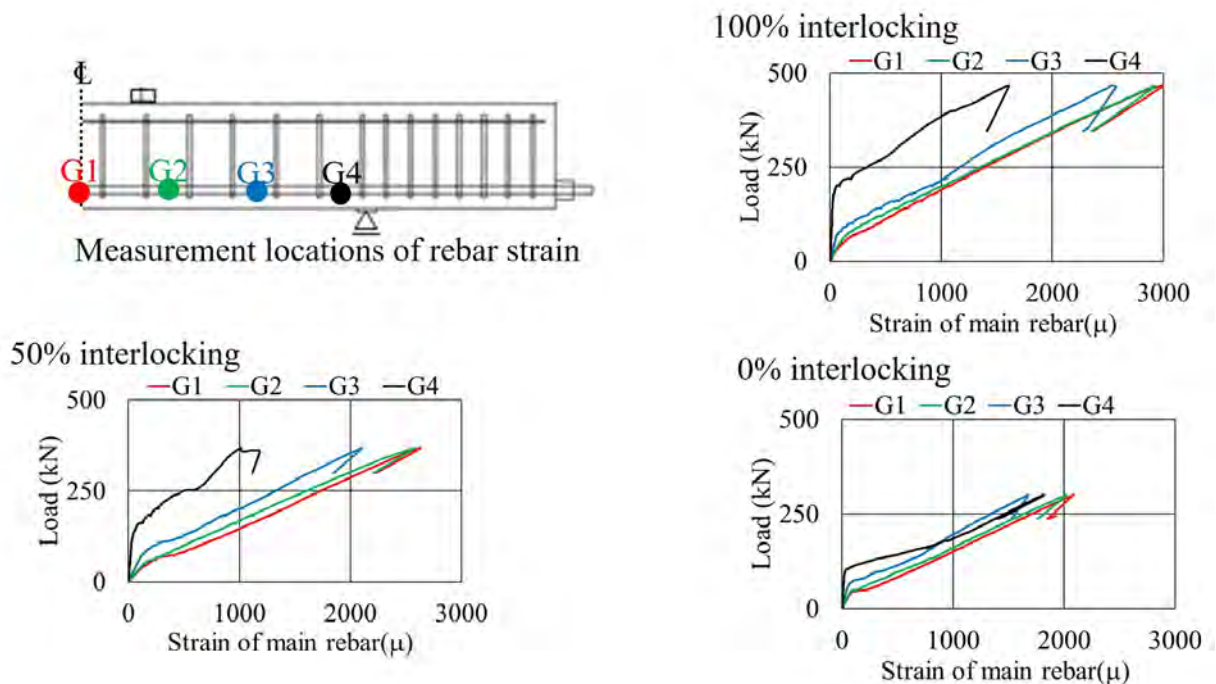 ℄
G1
G2
G3
G4
Measurement locations of rebar strain
100% interlocking
G1 G2 G3 G4
500
250
0
Load (kN)
0 1000 2000 3000
Strain of main rebar(μ)
50% interlocking
G1 G2 G3 G4
500
250
0
Load (kN)
0 1000 2000 3000
Strain of main rebar(μ)
0% interlocking
G1 G2 G3 G4
500
250
0
Load (kN)
0 1000 2000 3000
Strain of main rebar(μ)